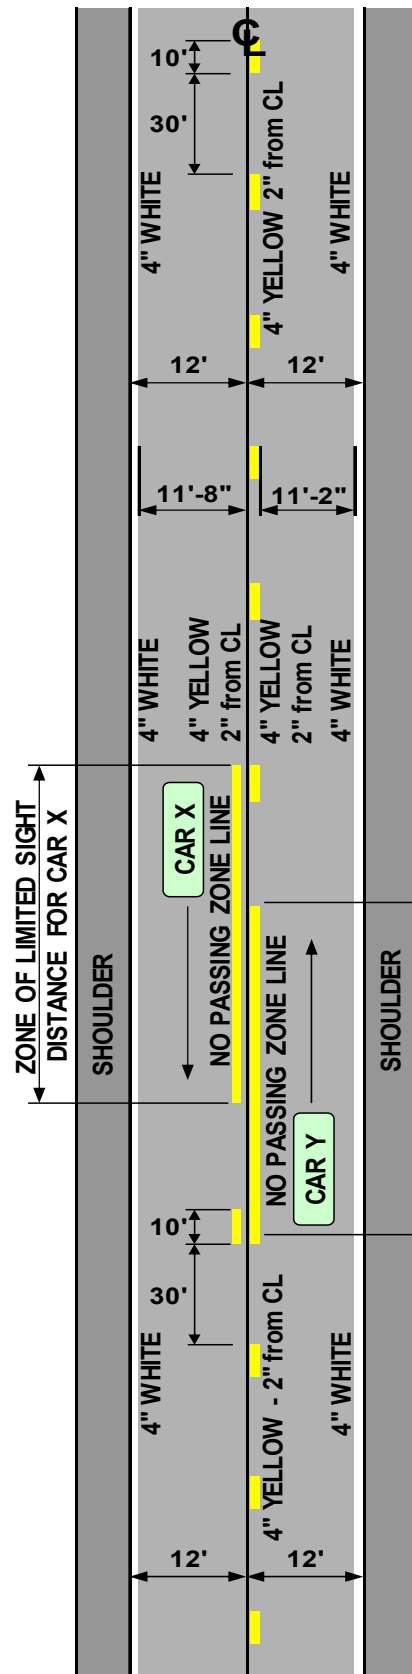 CL
10'
30'
4" WHITE
4" YELLOW 2" from CL
4" WHITE
12'
12'
11'-8"
11'-2"
4" WHITE
4" YELLOW
2" from CL
4" YELLOW
2" from CL
4" WHITE
ZONE OF LIMITED SIGHT
DISTANCE FOR CAR X
SHOULDER
CAR X
NO PASSING ZONE LINE
NO PASSING ZONE LINE
CAR Y
SHOULDER
10'
30'
4" WHITE
4" YELLOW - 2" from CL
4" WHITE
12'
12'